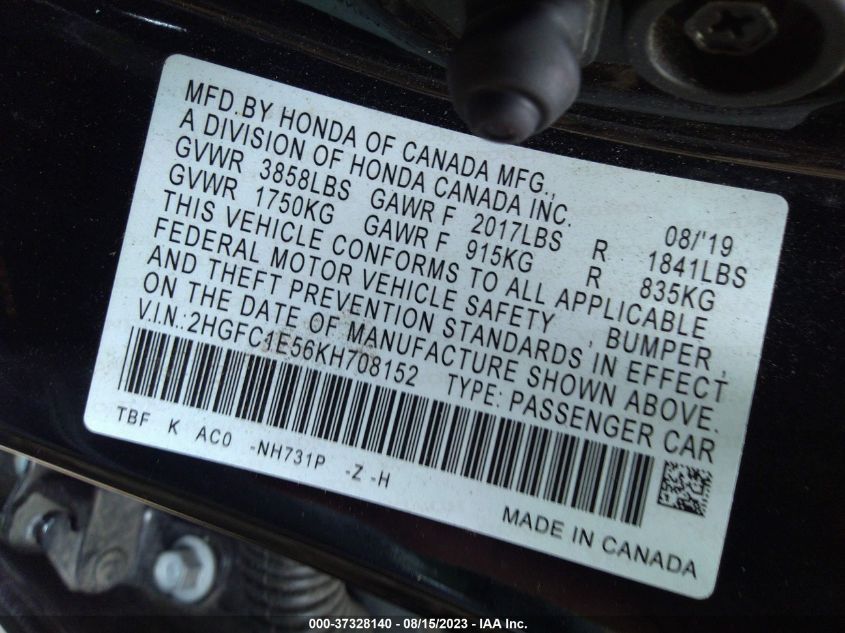 MFD.BY HONDA OF CANADA MFG.,
A DIVISION OF HONDA CANADA INC.
08/'19
GVWR 3858LBS GAWR F 2017LBS R 1841LBS
GVWR 1750KG GAWR F 915KG R 835KG
THIS VEHICLE CONFORMS TO ALL APPLICABLE
FEDERAL MOTOR VEHICLE SAFETY , BUMPER ,
AND THEFT PREVENTION STANDARDS IN EFFECT
ON THE DATE OF MANUFACTURE SHOWN ABOVE.
V.IN.:2HGFC1E56KH708152 TYPE: PASSENGER CAR
TBF K AC0 -NH731P -Z -H
MADE IN CANADA
000-37328140 - 08/15/2023 - IAA Inc.